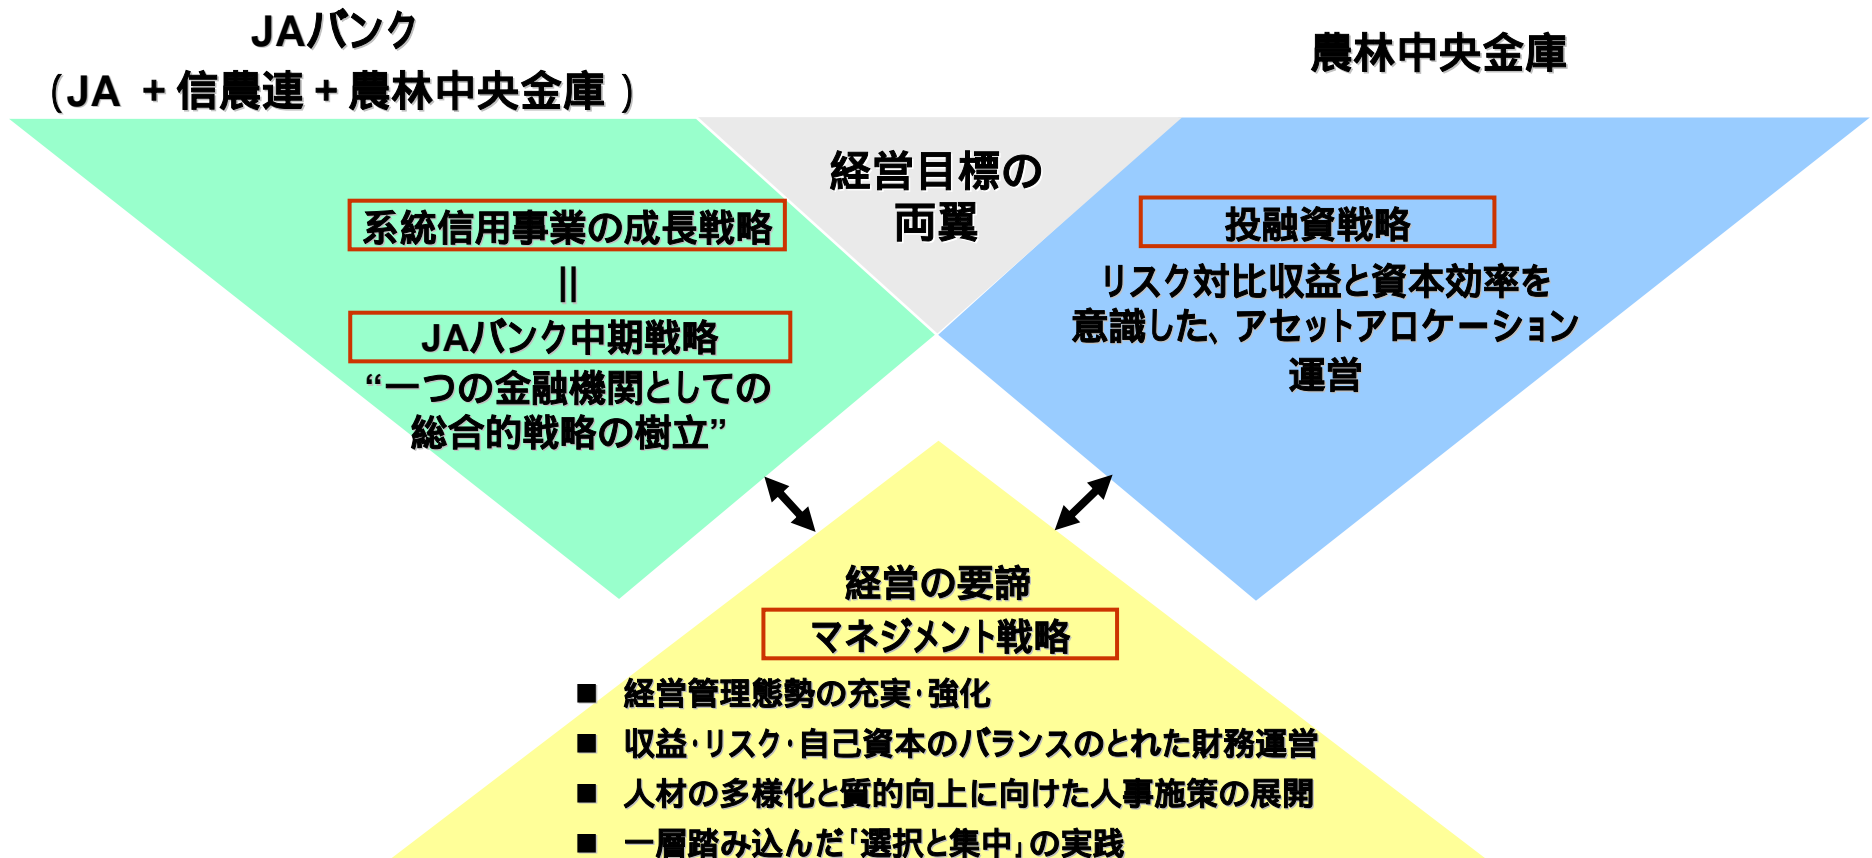 JAバンク
（JA ＋信農連＋農林中央金庫）
農林中央金庫
経営目標の
両翼
系統信用事業の成長戦略
||
JAバンク中期戦略
“一つの金融機関としての
総合的戦略の樹立”
投融資戦略
リスク対比収益と資本効率を
意識した、アセットアロケーション
運営
経営の要諦
マネジメント戦略
■ 経営管理態勢の充実・強化
■ 収益・リスク・自己資本のバランスのとれた財務運営
■ 人材の多様化と質的向上に向けた人事施策の展開
■ 一層踏み込んだ「選択と集中」の実践